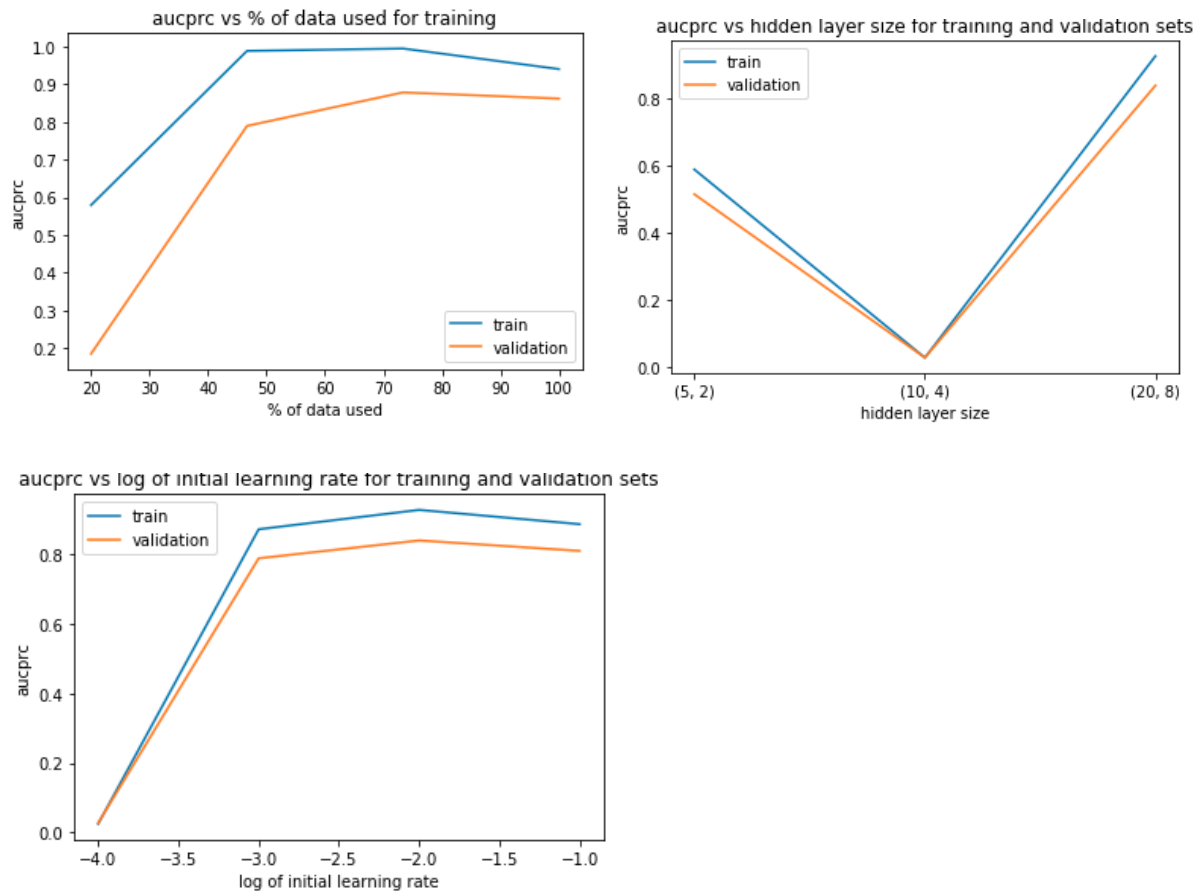 aucprc vs % of data used for training
1.0
0.9
0.8
0.7
0.6
0.5
0.4
0.3
0.2
aucprc
train
validation
20 30 40 50 60 70 80 90 100
% of data used
aucprc vs hidden layer size for training and validation sets
train
validation
0.8
0.6
0.4
0.2
0.0
aucprc
(5, 2) (10, 4) (20, 8)
hidden layer size
aucprc vs log of initial learning rate for training and validation sets
train
validation
0.8
0.6
0.4
0.2
0.0
aucprc
−4.0 −3.5 −3.0 −2.5 −2.0 −1.5 −1.0
log of initial learning rate